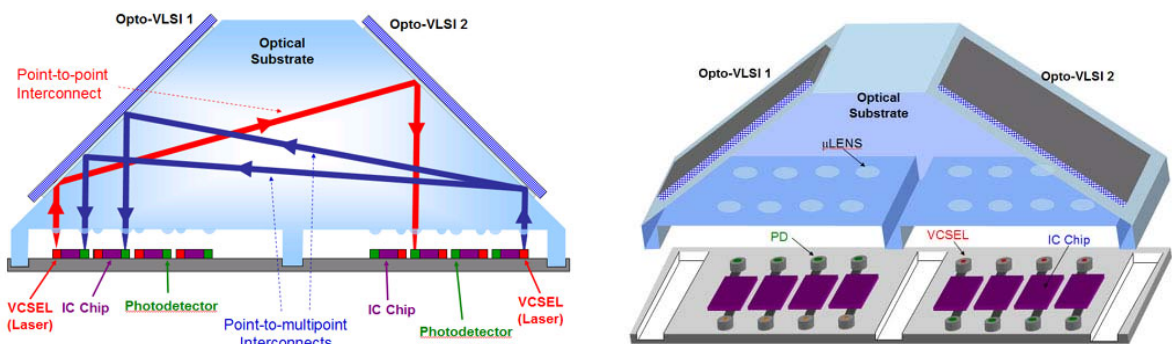 Opto-VLSI 1
Opto-VLSI 2
Optical
Substrate
Point-to-point
Interconnect
VCSEL
(Laser)
IC Chip
Photodetector
Point-to-multipoint
Interconnects
IC Chip
Photodetector
VCSEL
(Laser)
Opto-VLSI 1
Opto-VLSI 2
Optical
Substrate
μLENS
PD
VCSEL
IC Chip